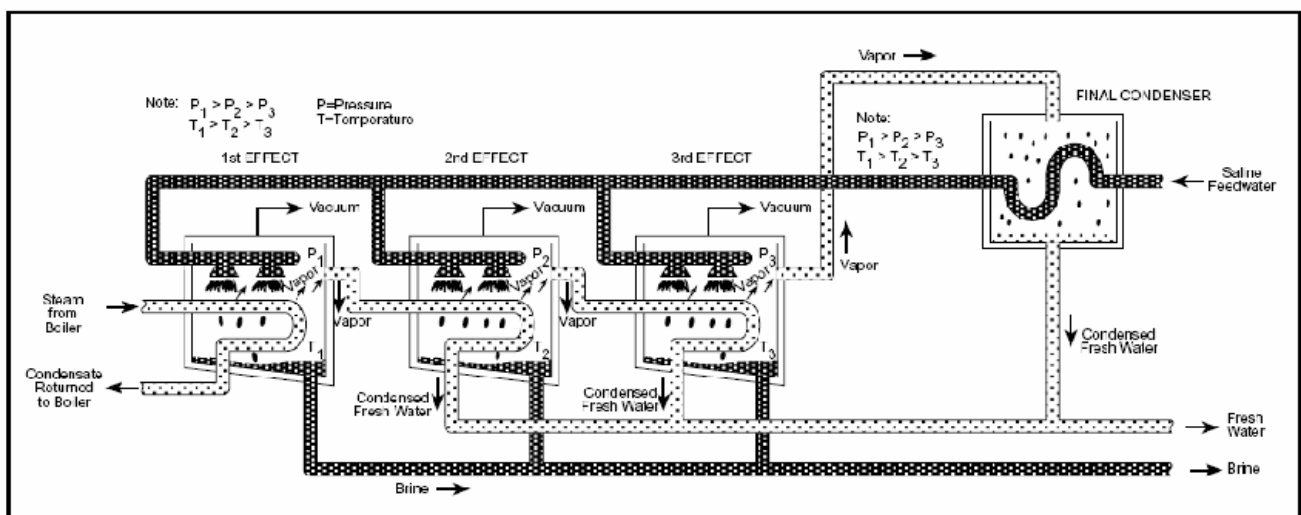 Vapor
Note: P1 > P2 > P3
T1 > T2 > T3
P=Pressure
T=Temperature
FINAL CONDENSER
Note:
P1 > P2 > P3
T1 > T2 > T3
1st EFFECT
2nd EFFECT
3rd EFFECT
Saline
Feedwater
Vacuum
Vacuum
Vacuum
P1
P2
P3
Vapor
Vapor
Vapor
Vapor
Steam
from
Boiler
Vapor
Vapor
T1
T2
T3
Condensed
Fresh Water
Condensate
Returned
to Boiler
Condensed
Fresh Water
Condensed
Fresh Water
Fresh
Water
Brine
Brine